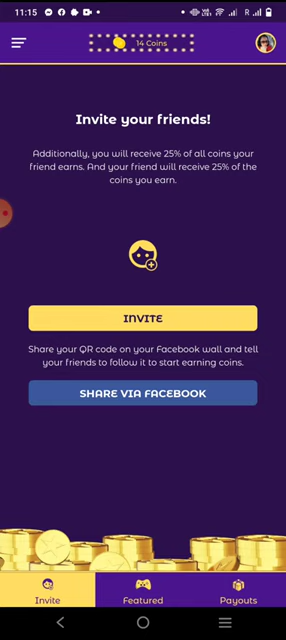 11:15
R
14 Coins
Invite your friends!
Additionally, you will receive 25% of all coins your
friend earns. And your friend will receive 25% of the
coins you earn.
INVITE
Share your QR code on your Facebook wall and tell
your friends to follow it to start earning coins.
SHARE VIA FACEBOOK
Invite
Featured
Payouts